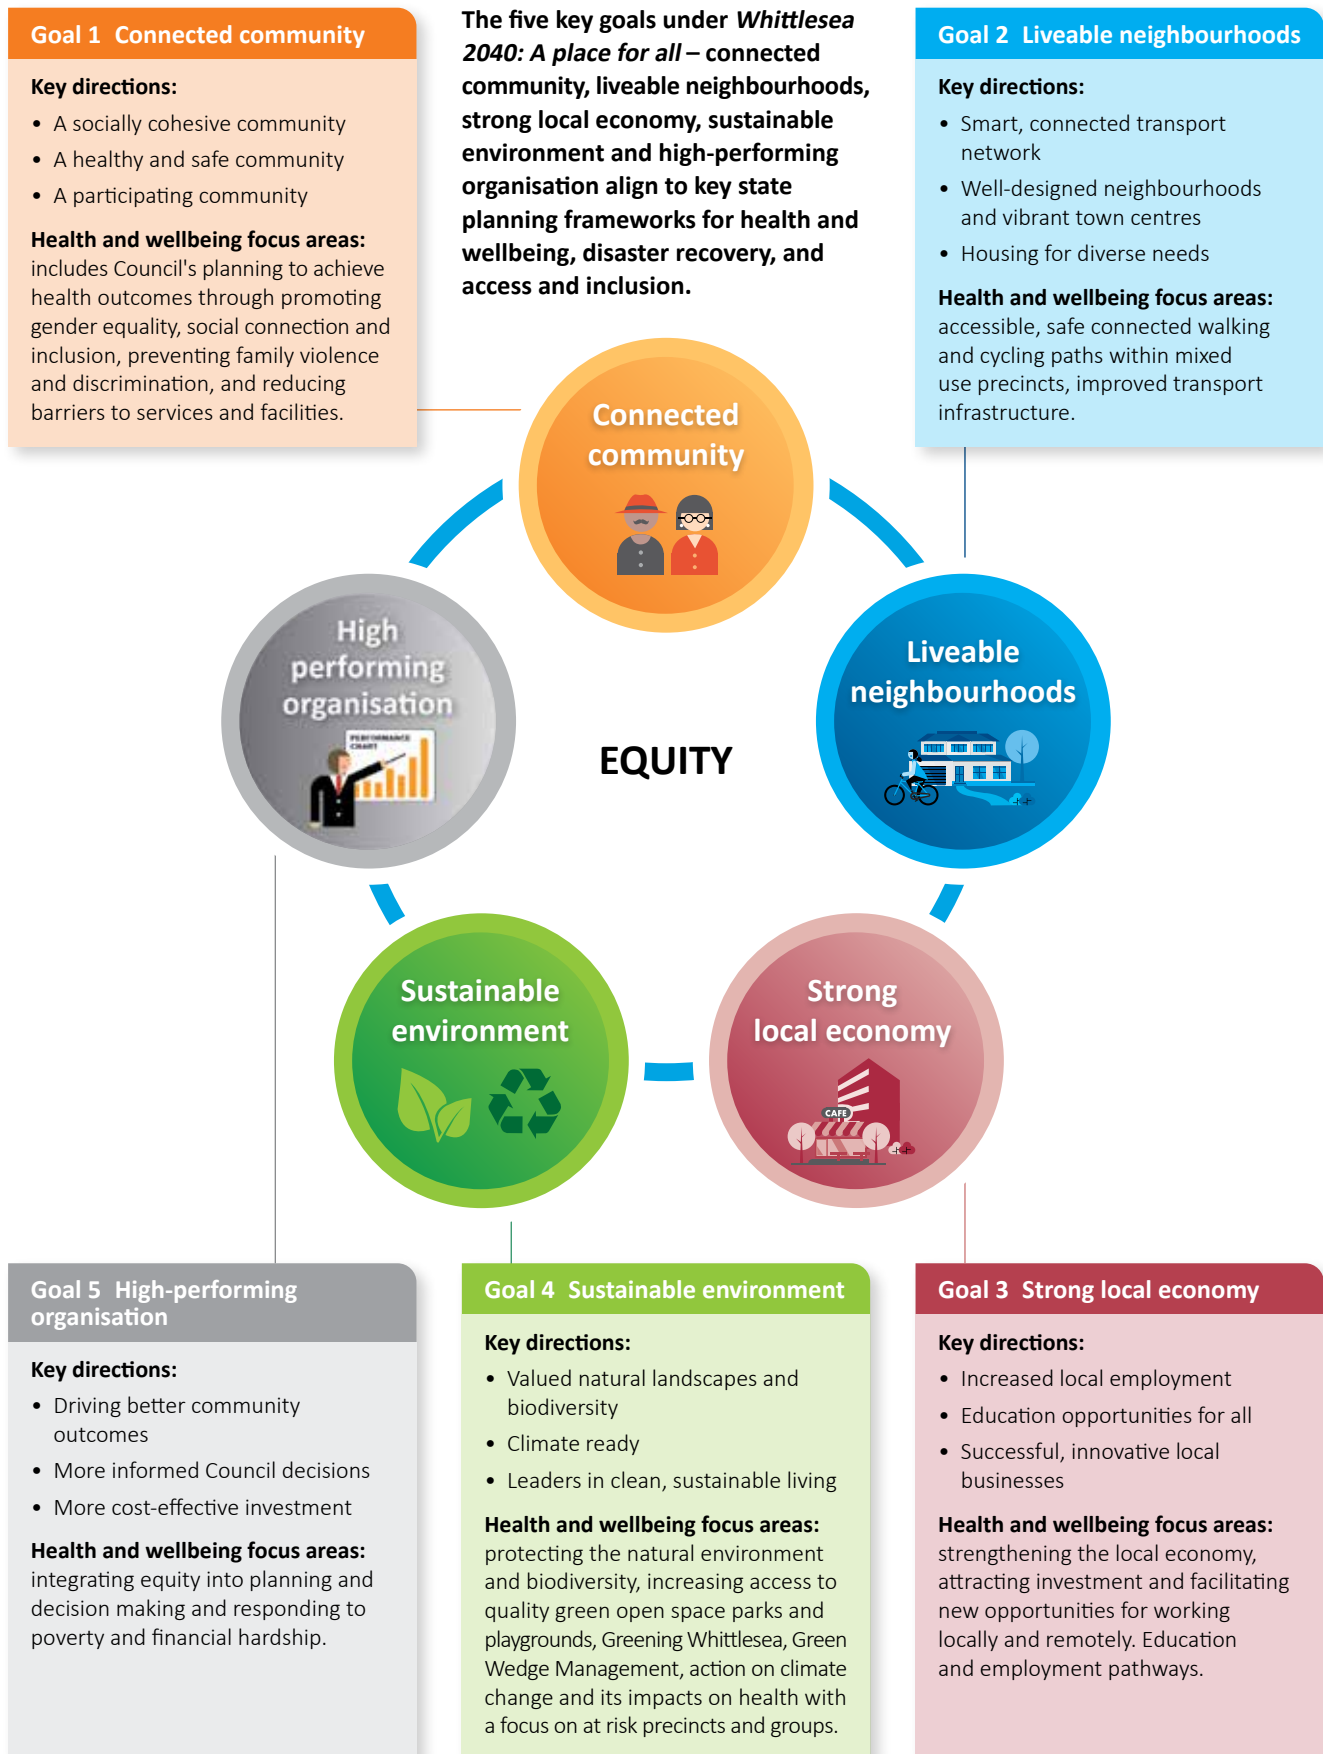 Goal 1 Connected community
Key directions:
• A socially cohesive community
• A healthy and safe community
• A participating community
Health and wellbeing focus areas:
includes Council's planning to achieve
health outcomes through promoting
gender equality, social connection and
inclusion, preventing family violence
and discrimination, and reducing
barriers to services and facilities.
The five key goals under Whittlesea
2040: A place for all – connected
community, liveable neighbourhoods,
strong local economy, sustainable
environment and high-performing
organisation align to key state
planning frameworks for health and
wellbeing, disaster recovery, and
access and inclusion.
Goal 2 Liveable neighbourhoods
Key directions:
• Smart, connected transport
network
• Well-designed neighbourhoods
and vibrant town centres
• Housing for diverse needs
Health and wellbeing focus areas:
accessible, safe connected walking
and cycling paths within mixed
use precincts, improved transport
infrastructure.
Connected
community
High
performing
organisation
PERFORMANCE
CHART
EQUITY
Liveable
neighbourhoods
Sustainable
environment
Strong
local economy
CAFE
Goal 5 High-performing
organisation
Key directions:
• Driving better community
outcomes
• More informed Council decisions
• More cost-effective investment
Health and wellbeing focus areas:
integrating equity into planning and
decision making and responding to
poverty and financial hardship.
Goal 4 Sustainable environment
Key directions:
• Valued natural landscapes and
biodiversity
• Climate ready
• Leaders in clean, sustainable living
Health and wellbeing focus areas:
protecting the natural environment
and biodiversity, increasing access to
quality green open space parks and
playgrounds, Greening Whittlesea, Green
Wedge Management, action on climate
change and its impacts on health with
a focus on at risk precincts and groups.
Goal 3 Strong local economy
Key directions:
• Increased local employment
• Education opportunities for all
• Successful, innovative local
businesses
Health and wellbeing focus areas:
strengthening the local economy,
attracting investment and facilitating
new opportunities for working
locally and remotely. Education
and employment pathways.